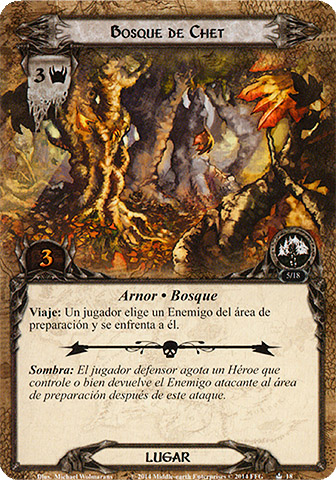 Bosque de Chet
3
3
5/18
Arnor • Bosque
Viaje: Un jugador elige un Enemigo del área de
preparación y se enfrenta a él.
Sombra: El jugador defensor agota un Héroe que
controle o bien devuelve el Enemigo atacante al área
de preparación después de este ataque.
LUGAR
Ilus. Michael Wolmarans
© 2014 Middle-earth Enterprises © 2014 FFG
18